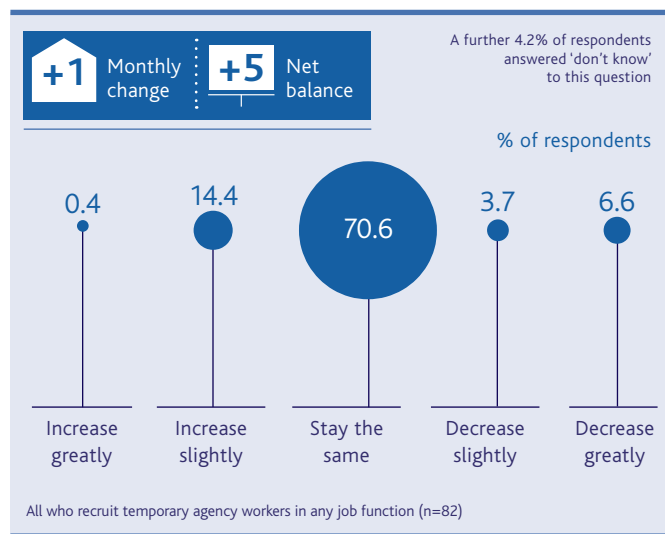 +1 Monthly
change
+5 Net
balance
A further 4.2% of respondents
answered ‘don’t know’
to this question
% of respondents
0.4
14.4
70.6
3.7
6.6
Increase
greatly
Increase
slightly
Stay the
same
Decrease
slightly
Decrease
greatly
All who recruit temporary agency workers in any job function (n=82)